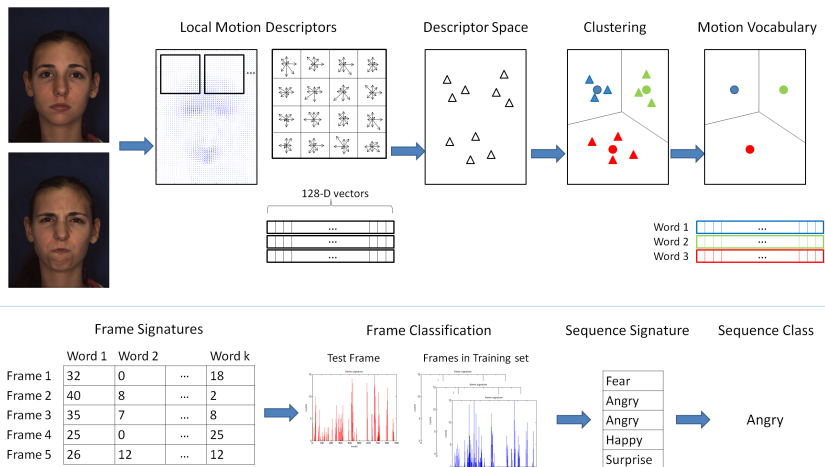 Local Motion Descriptors
Descriptor Space
Clustering
Motion Vocabulary
...
128-D vectors
...
...
...
Word 1 ...
Word 2 ...
Word 3 ...
Frame Signatures
Frame Classification
Sequence Signature
Sequence Class
Word 1 Word 2 Word k
Frame 1 32 0 ... 18
Frame 2 40 8 ... 2
Frame 3 35 7 ... 8
Frame 4 25 0 ... 25
Frame 5 26 12 ... 12
Test Frame
Frames in Training set
Fear
Angry
Angry
Happy
Surprise
Angry